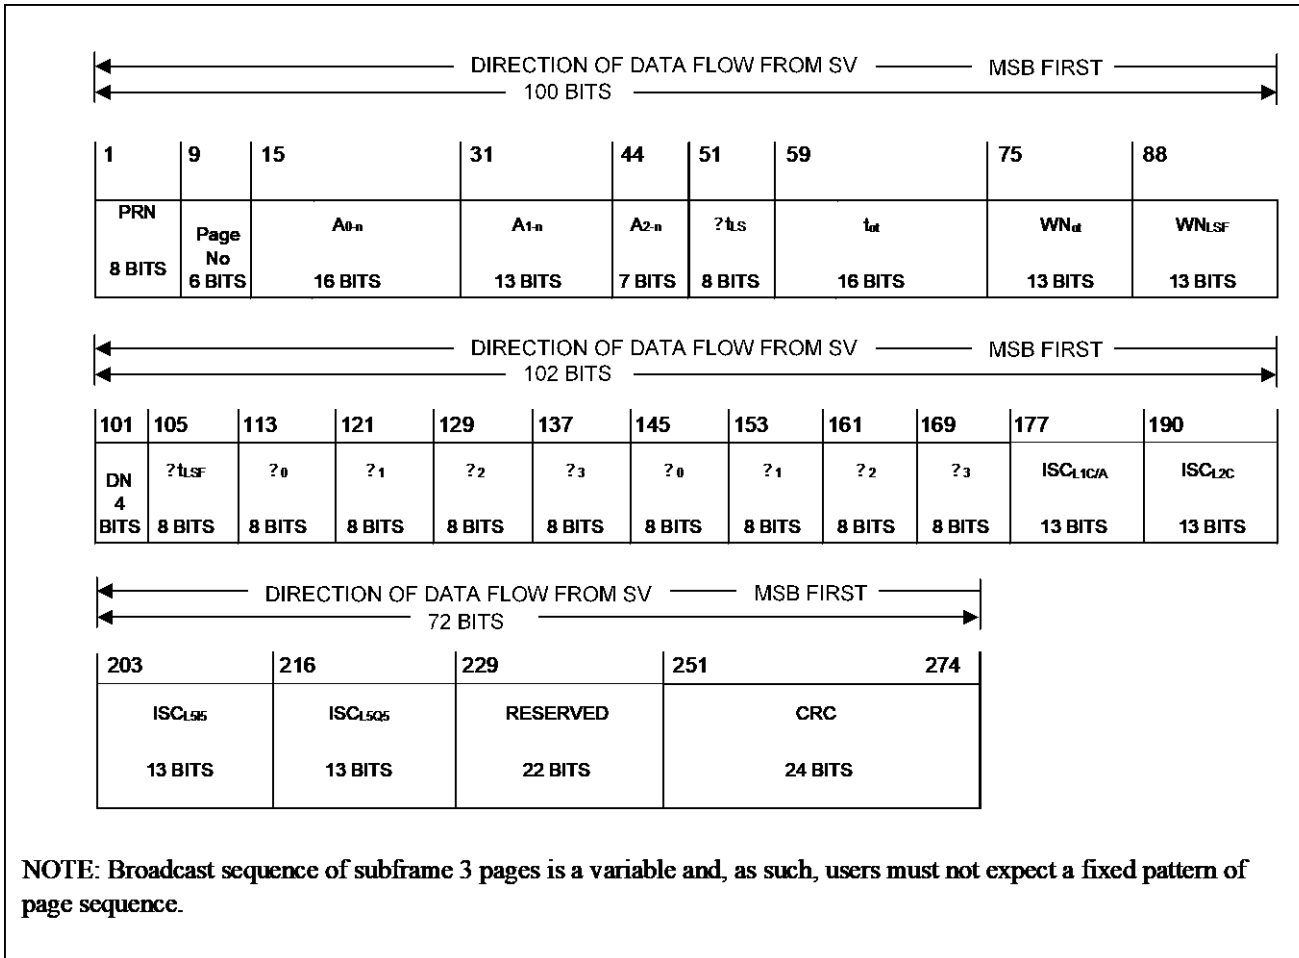 DIRECTION OF DATA FLOW FROM SV MSB FIRST
100 BITS
1 9 15 31 44 51 59 75 88
PRN
8 BITS
Page
No
6 BITS
A0-n
16 BITS
A1-n
13 BITS
A2-n
7 BITS
?tLS
8 BITS
tot
16 BITS
WNot
13 BITS
WNLSF
13 BITS
DIRECTION OF DATA FLOW FROM SV MSB FIRST
102 BITS
101 105 113 121 129 137 145 153 161 169 177 190
DN
4
BITS
?tLSF
8 BITS
?0
8 BITS
?1
8 BITS
?2
8 BITS
?3
8 BITS
?0
8 BITS
?1
8 BITS
?2
8 BITS
?3
8 BITS
ISCL1C/A
13 BITS
ISCL2C
13 BITS
DIRECTION OF DATA FLOW FROM SV MSB FIRST
72 BITS
203 216 229 251 274
ISCL5I5
13 BITS
ISCL5Q5
13 BITS
RESERVED
22 BITS
CRC
24 BITS
NOTE: Broadcast sequence of subframe 3 pages is a variable and, as such, users must not expect a fixed pattern of
page sequence.